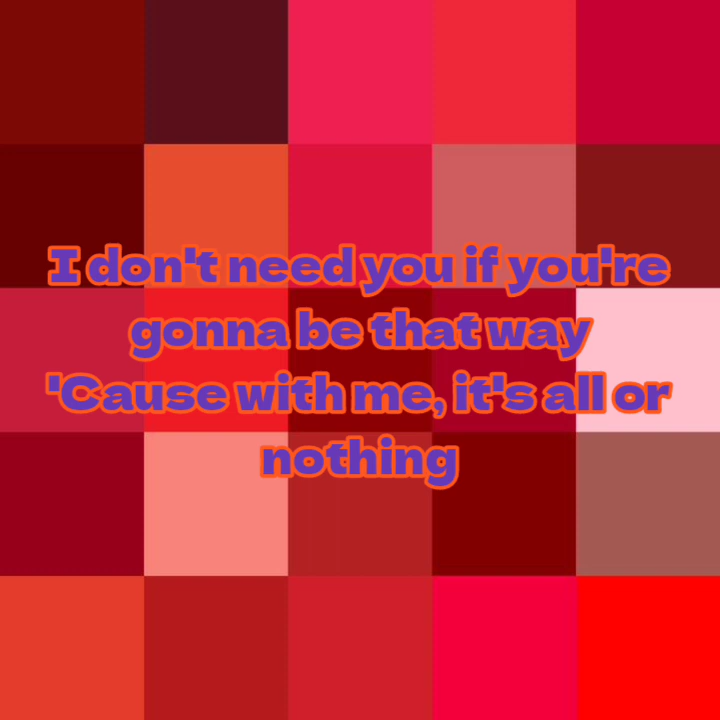 I don't need you if you're
gonna be that way
'Cause with me, it's all or
nothing